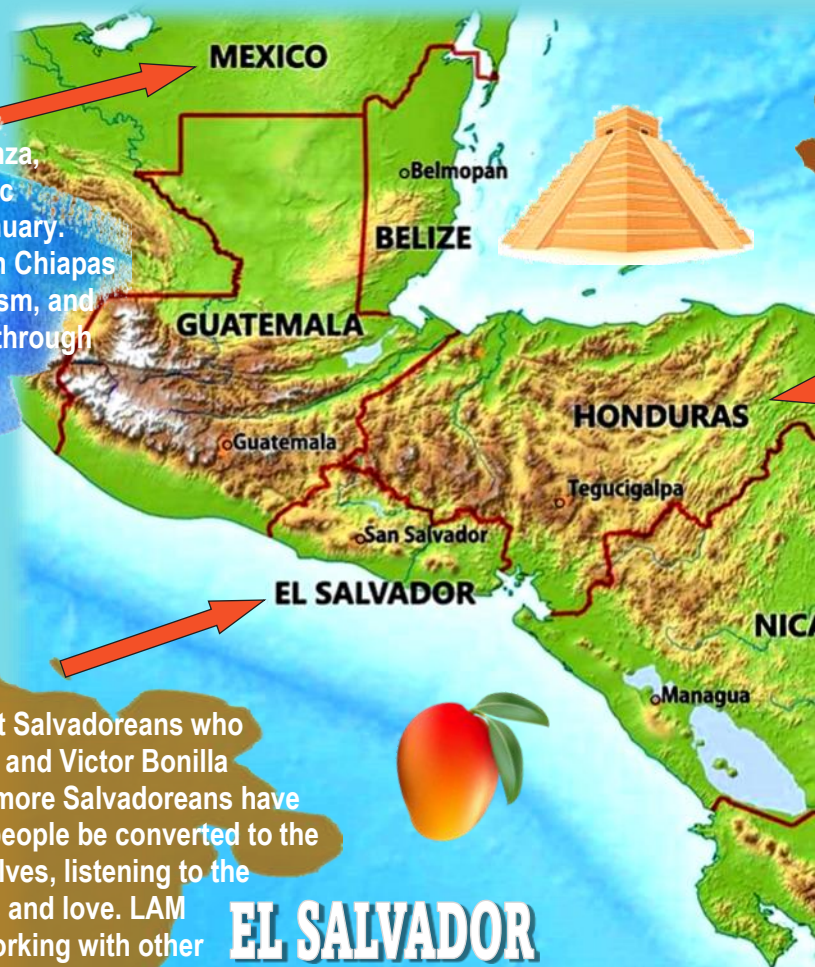 MEXICO
nza,
c
nuary.
n Chiapas
sm, and
through
Belmopan
BELIZE
GUATEMALA
HONDURAS
Guatemala
Tegucigalpa
San Salvador
EL SALVADOR
NICA
Managua
t Salvadoreans who
and Victor Bonilla
more Salvadoreans have
people be converted to the
lves, listening to the
and love. LAM
orking with other
EL SALVADOR